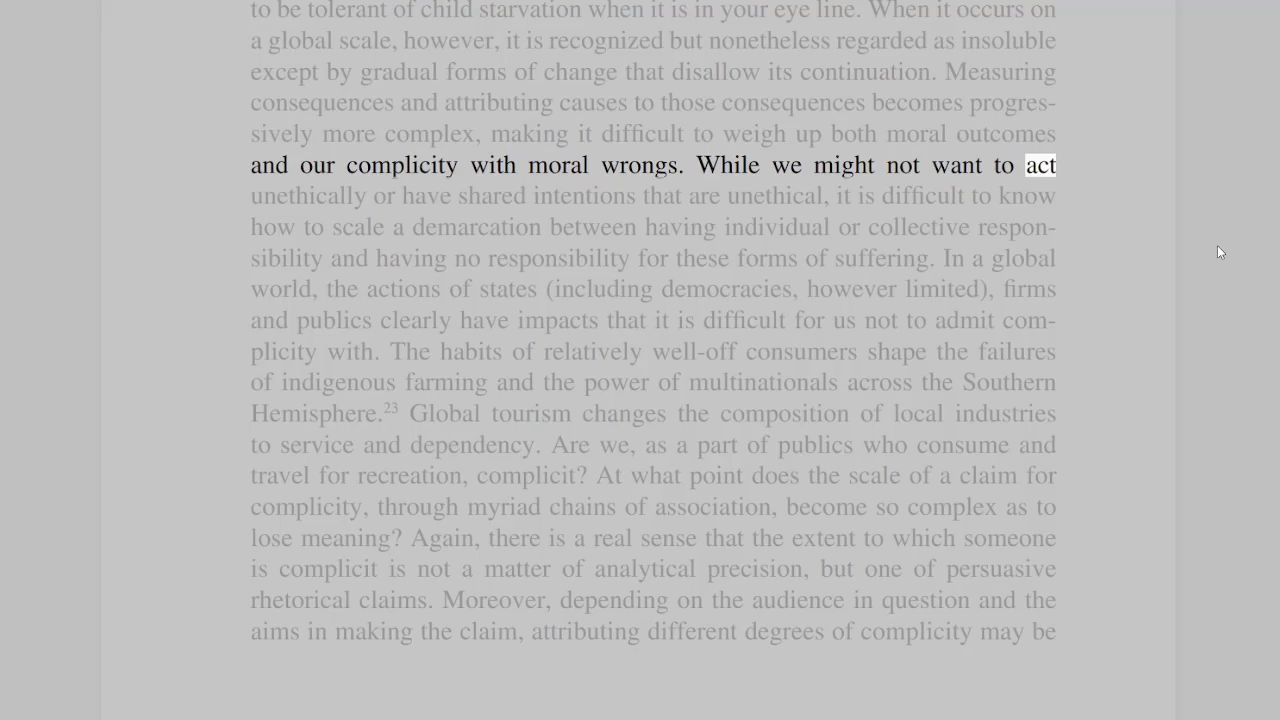 to be tolerant of child starvation when it is in your eye line. When it occurs on
a global scale, however, it is recognized but nonetheless regarded as insoluble
except by gradual forms of change that disallow its continuation. Measuring
consequences and attributing causes to those consequences becomes progres-
sively more complex, making it difficult to weigh up both moral outcomes
and our complicity with moral wrongs. While we might not want to act
unethically or have shared intentions that are unethical, it is difficult to know
how to scale a demarcation between having individual or collective respon-
sibility and having no responsibility for these forms of suffering. In a global
world, the actions of states (including democracies, however limited), firms
and publics clearly have impacts that it is difficult for us not to admit com-
plicity with. The habits of relatively well-off consumers shape the failures
of indigenous farming and the power of multinationals across the Southern
Hemisphere.23 Global tourism changes the composition of local industries
to service and dependency. Are we, as a part of publics who consume and
travel for recreation, complicit? At what point does the scale of a claim for
complicity, through myriad chains of association, become so complex as to
lose meaning? Again, there is a real sense that the extent to which someone
is complicit is not a matter of analytical precision, but one of persuasive
rhetorical claims. Moreover, depending on the audience in question and the
aims in making the claim, attributing different degrees of complicity may be